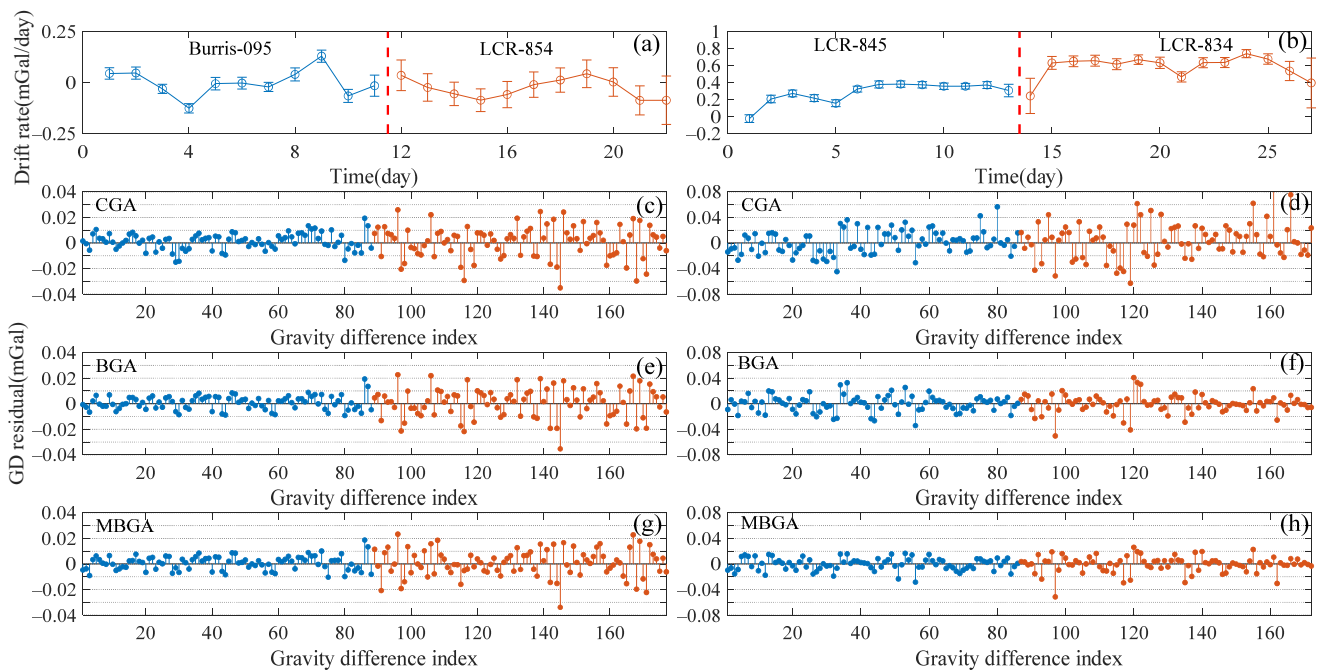 Drift rate(mGal/day)
0.25
0
−0.25
Burris-095
LCR-854
(a)
0 4 8 12 16 20
Time(day)
1
0.8
0.6
0.4
0.2
0
−0.2
LCR-845
LCR-834
(b)
0 5 10 15 20 25
Time(day)
GD residual(mGal)
0.04
0.02
0
−0.02
−0.04
CGA
(c)
20 40 60 80 100 120 140 160
Gravity difference index
0.08
0.04
0
−0.04
−0.08
CGA
(d)
20 40 60 80 100 120 140 160
Gravity difference index
0.04
0.02
0
−0.02
−0.04
BGA
(e)
20 40 60 80 100 120 140 160
Gravity difference index
0.08
0.04
0
−0.04
−0.08
BGA
(f)
20 40 60 80 100 120 140 160
Gravity difference index
0.04
0.02
0
−0.02
−0.04
MBGA
(g)
20 40 60 80 100 120 140 160
Gravity difference index
0.08
0.04
0
−0.04
−0.08
MBGA
(h)
20 40 60 80 100 120 140 160
Gravity difference index